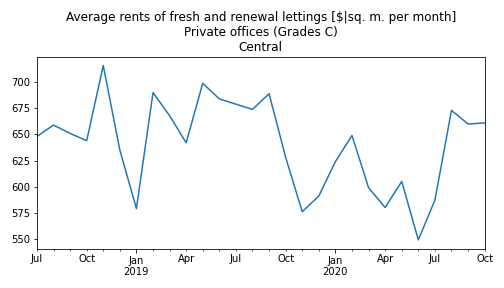 Average rents of fresh and renewal lettings [$|sq. m. per month]
Private offices (Grades C)
Central
700
675
650
625
600
575
550
Jul Oct Jan Apr Jul Oct Jan Apr Jul Oct
2019 2020